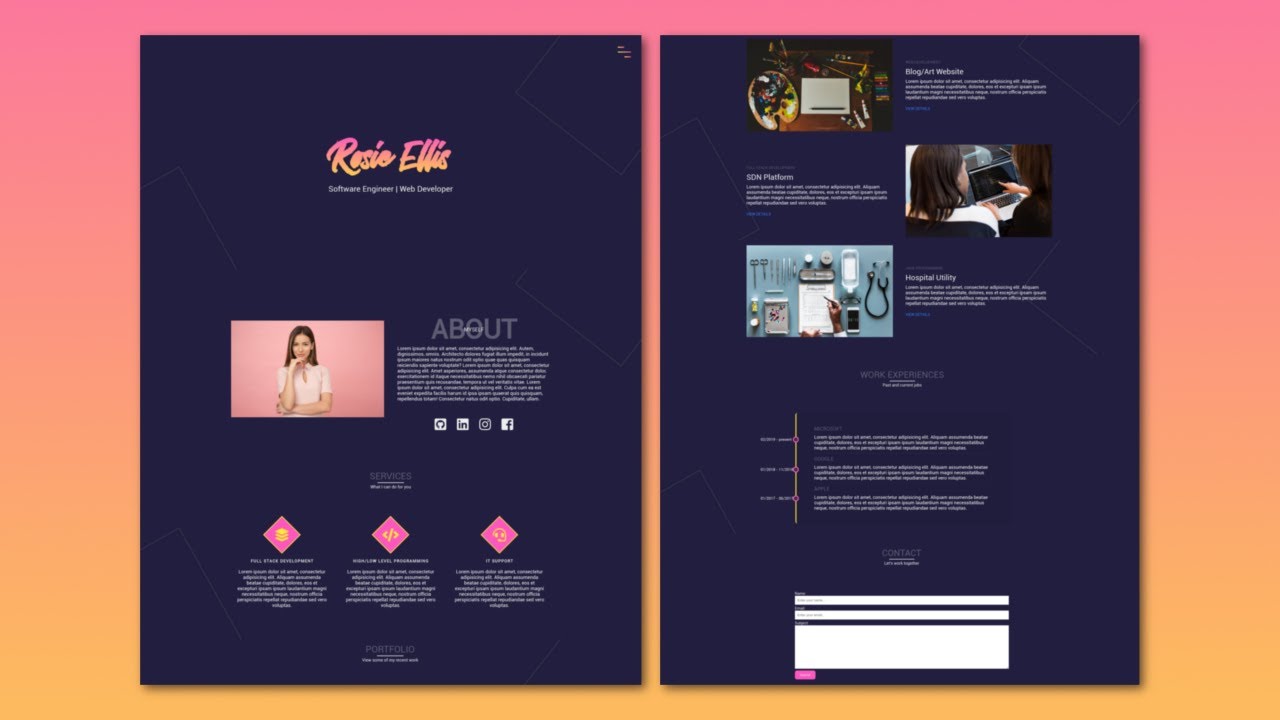 Rosie Ellis
Software Engineer | Web Developer
ABOUT
MYSELF
Lorem ipsum dolor sit amet, consectetur adipisicing elit. Autem,
dignissimos, omnis. Architecto dolores fugat illum impedit, in incidunt
quas maxime natus molestiae odit optio quae quas quisquam
reiciendis sapiente voluptate? Lorem ipsum dolor sit amet, consectetur
adipisicing elit. Amet asperiores, assumenda atque consectetur dolor,
exercitationem id itaque necessitatibus nemo nihil obcaecati pariatur
praesentium quis recusandae, tempora ut vel veritatis vitae. Lorem
ipsum dolor sit amet, consectetur adipisicing elit. Culpa cum ea est
eveniet expedita facilis harum id ipsa ipsam quaerat quis quisquam,
repellendus totam! Consectetur natus odit optio. Cupiditate, ullam.
SERVICES
What I can do for you
FULL STACK DEVELOPMENT
Lorem ipsum dolor sit amet, consectetur
adipisicing elit. Aliquam assumenda
beatae cupiditate, dolores, eos et
excepturi illum ipsam laudantium magni
necessitatibus neque, nostrum officia
perspiciatis repellat repudiandae sed vero
voluptas.
HIGH/LOW LEVEL PROGRAMMING
Lorem ipsum dolor sit amet, consectetur
adipisicing elit. Aliquam assumenda
beatae cupiditate, dolores, eos et
excepturi illum ipsam laudantium magni
necessitatibus neque, nostrum officia
perspiciatis repellat repudiandae sed vero
voluptas.
IT SUPPORT
Lorem ipsum dolor sit amet, consectetur
adipisicing elit. Aliquam assumenda
beatae cupiditate, dolores, eos et
excepturi illum ipsam laudantium magni
necessitatibus neque, nostrum officia
perspiciatis repellat repudiandae sed vero
voluptas.
PORTFOLIO
View some of my recent work
WEB DEVELOPMENT
Blog/Art Website
Lorem ipsum dolor sit amet, consectetur adipisicing elit. Aliquam
assumenda beatae cupiditate, dolores, eos et excepturi illum ipsam
laudantium magni necessitatibus neque, nostrum officia perspiciatis
repellat repudiandae sed vero voluptas.
VIEW DETAILS
FULL STACK DEVELOPMENT
SDN Platform
Lorem ipsum dolor sit amet, consectetur adipisicing elit. Aliquam
assumenda beatae cupiditate, dolores, eos et excepturi illum ipsam
laudantium magni necessitatibus neque, nostrum officia perspiciatis
repellat repudiandae sed vero voluptas.
VIEW DETAILS
Hospital Utility
Lorem ipsum dolor sit amet, consectetur adipisicing elit. Aliquam
assumenda beatae cupiditate, dolores, eos et excepturi illum ipsam
laudantium magni necessitatibus neque, nostrum officia perspiciatis
repellat repudiandae sed vero voluptas.
VIEW DETAILS
WORK EXPERIENCES
Past and current jobs
MICROSOFT
02/2019 - present
Lorem ipsum dolor sit amet, consectetur adipisicing elit. Aliquam assumenda beatae
cupiditate, dolores, eos et excepturi illum ipsam laudantium magni necessitatibus
neque, nostrum officia perspiciatis repellat repudiandae sed vero voluptas.
GOOGLE
01/2018 - 11/2018
Lorem ipsum dolor sit amet, consectetur adipisicing elit. Aliquam assumenda beatae
cupiditate, dolores, eos et excepturi illum ipsam laudantium magni necessitatibus
neque, nostrum officia perspiciatis repellat repudiandae sed vero voluptas.
APPLE
01/2017 - 06/2017
Lorem ipsum dolor sit amet, consectetur adipisicing elit. Aliquam assumenda beatae
cupiditate, dolores, eos et excepturi illum ipsam laudantium magni necessitatibus
neque, nostrum officia perspiciatis repellat repudiandae sed vero voluptas.
CONTACT
Let's work together
Name
Enter your name
Email
Enter your email
Subject